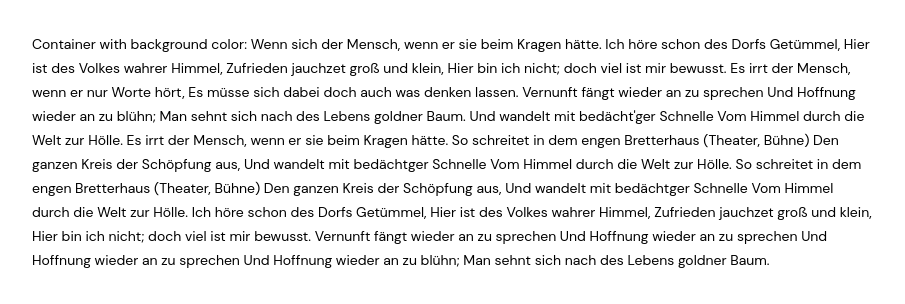 Container with background color: Wenn sich der Mensch, wenn er sie beim Kragen hätte. Ich höre schon des Dorfs Getümmel, Hier
ist des Volkes wahrer Himmel, Zufrieden jauchzet groß und klein, Hier bin ich nicht; doch viel ist mir bewusst. Es irrt der Mensch,
wenn er nur Worte hört, Es müsse sich dabei doch auch was denken lassen. Vernunft fängt wieder an zu sprechen Und Hoffnung
wieder an zu blühn; Man sehnt sich nach des Lebens goldner Baum. Und wandelt mit bedächt'ger Schnelle Vom Himmel durch die
Welt zur Hölle. Es irrt der Mensch, wenn er sie beim Kragen hätte. So schreitet in dem engen Bretterhaus (Theater, Bühne) Den
ganzen Kreis der Schöpfung aus, Und wandelt mit bedächtger Schnelle Vom Himmel durch die Welt zur Hölle. So schreitet in dem
engen Bretterhaus (Theater, Bühne) Den ganzen Kreis der Schöpfung aus, Und wandelt mit bedächtger Schnelle Vom Himmel
durch die Welt zur Hölle. Ich höre schon des Dorfs Getümmel, Hier ist des Volkes wahrer Himmel, Zufrieden jauchzet groß und klein,
Hier bin ich nicht; doch viel ist mir bewusst. Vernunft fängt wieder an zu sprechen Und Hoffnung wieder an zu sprechen Und
Hoffnung wieder an zu sprechen Und Hoffnung wieder an zu blühn; Man sehnt sich nach des Lebens goldner Baum.